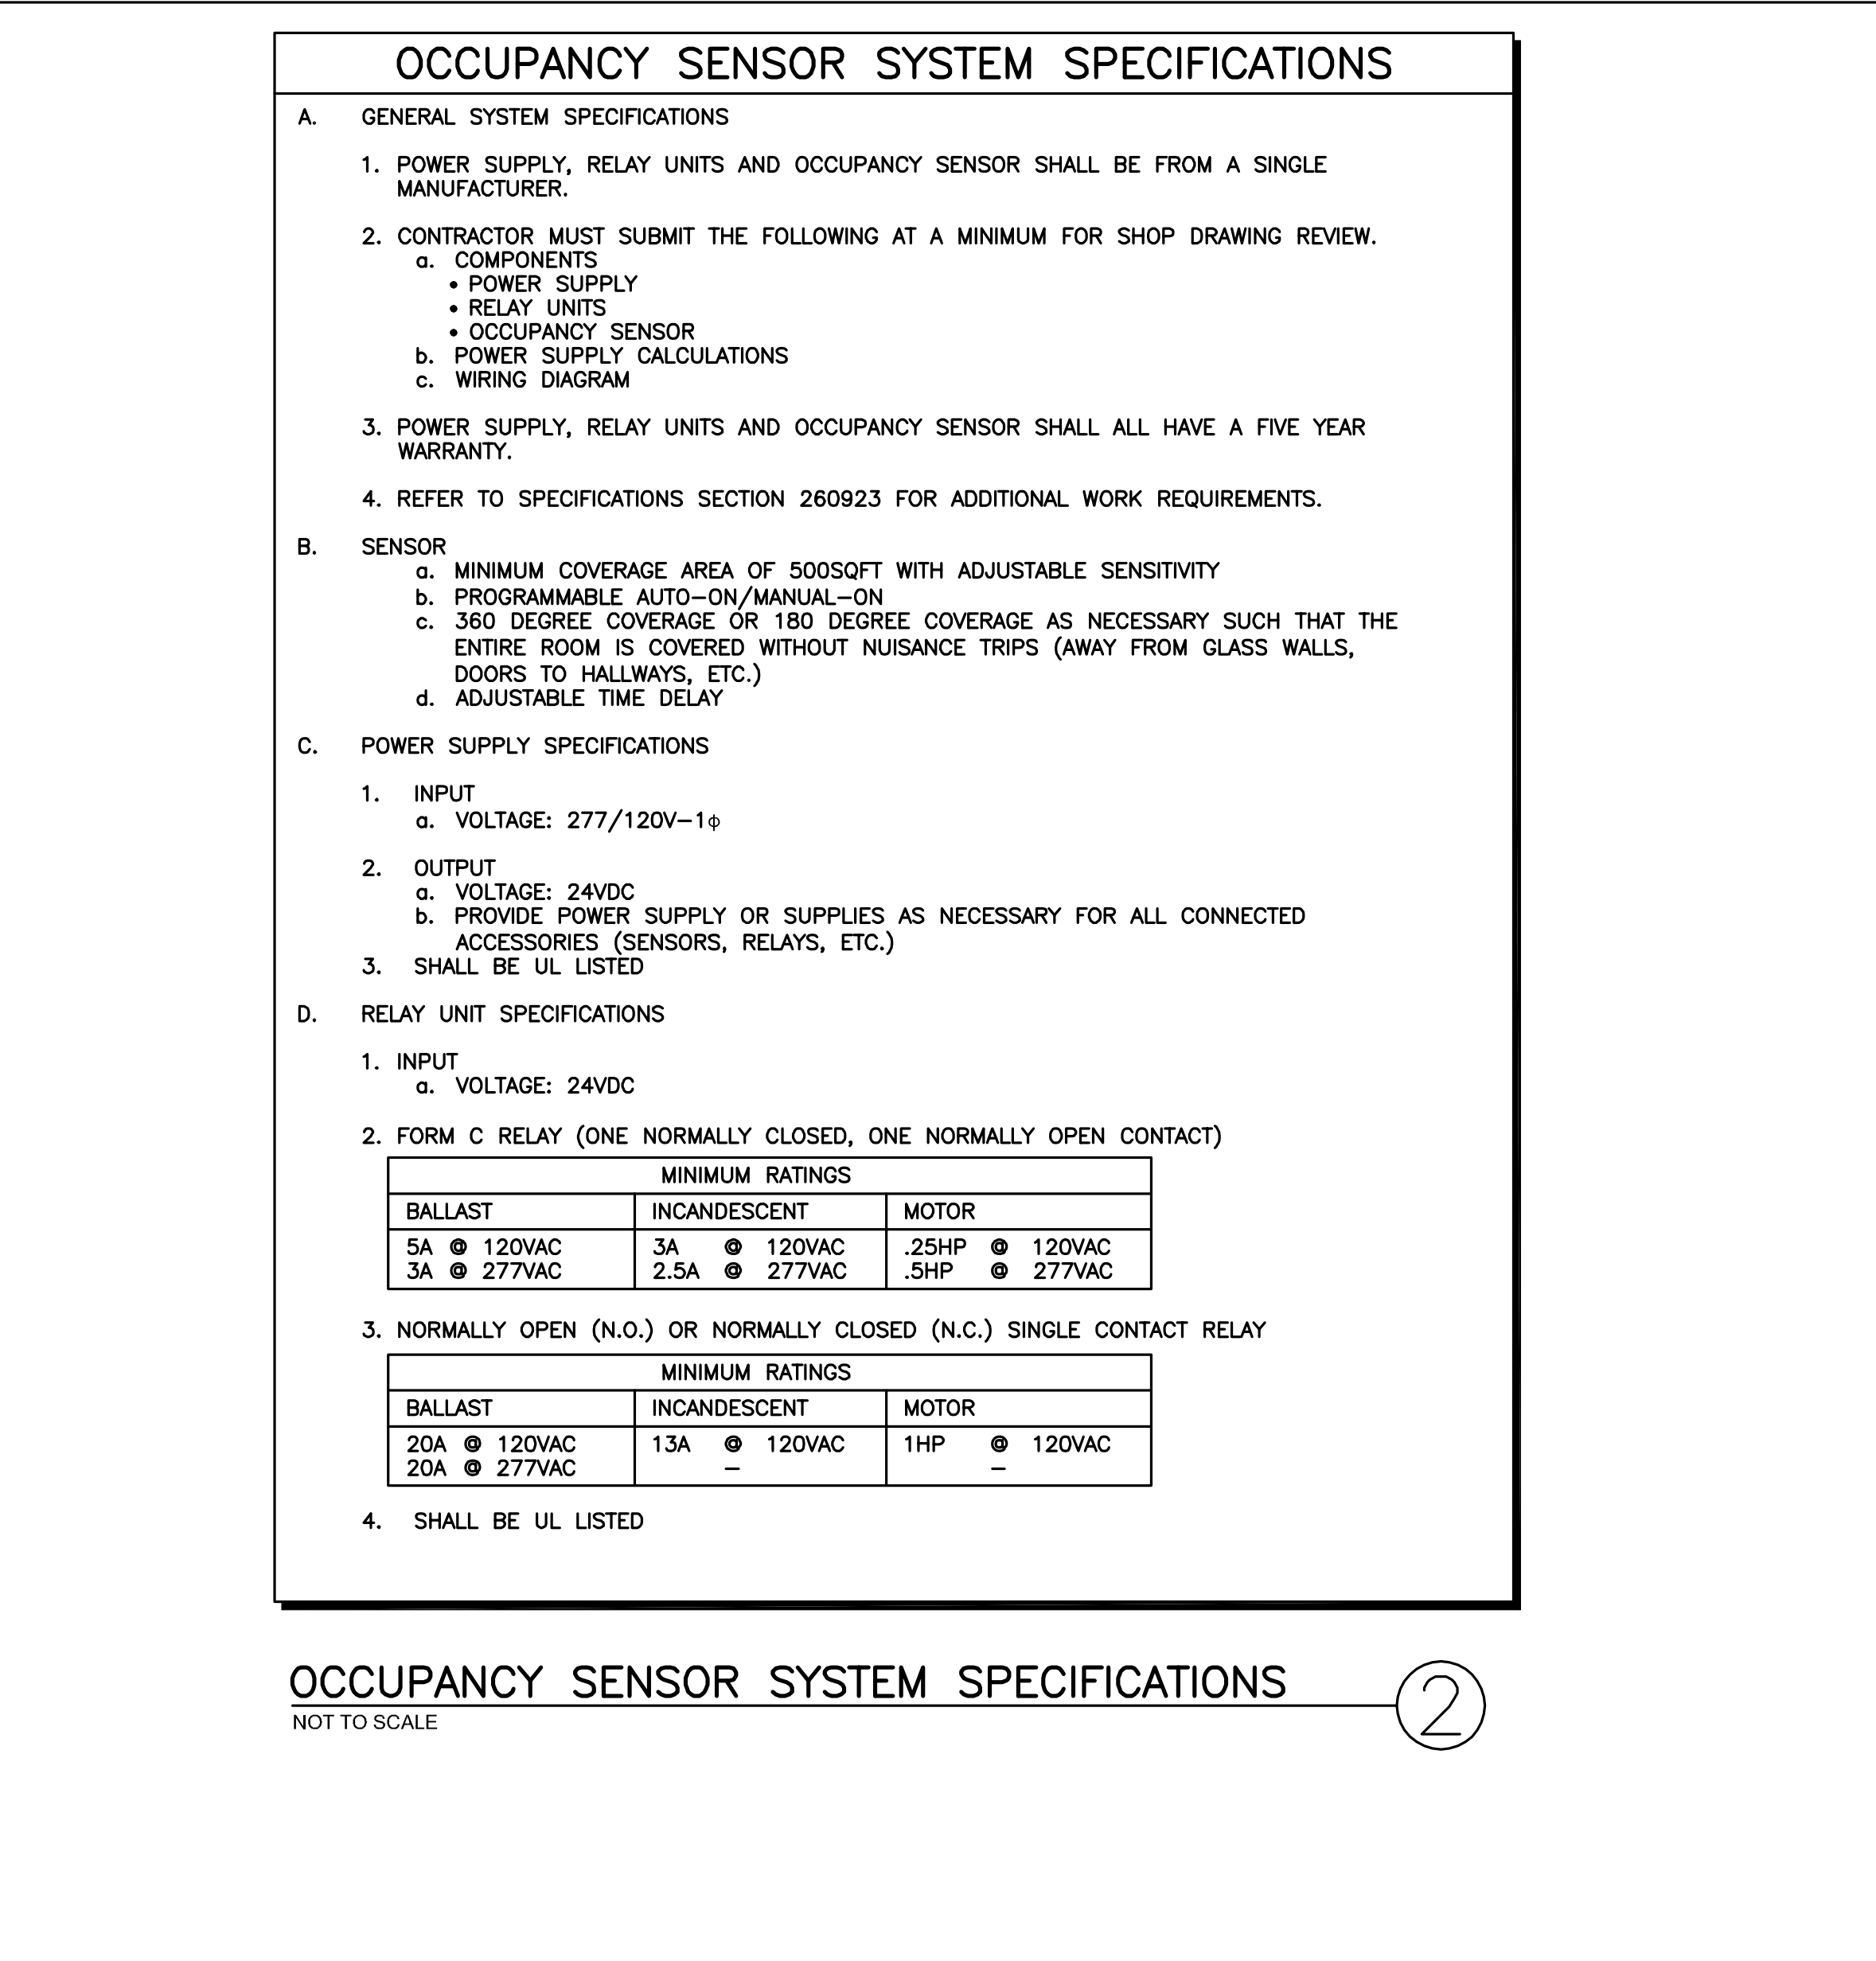 OCCUPANCY SENSOR SYSTEM SPECIFICATIONS
A. GENERAL SYSTEM SPECIFICATIONS
1. POWER SUPPLY, RELAY UNITS AND OCCUPANCY SENSOR SHALL BE FROM A SINGLE
MANUFACTURER.
2. CONTRACTOR MUST SUBMIT THE FOLLOWING AT A MINIMUM FOR SHOP DRAWING REVIEW.
a. COMPONENTS
• POWER SUPPLY
• RELAY UNITS
• OCCUPANCY SENSOR
b. POWER SUPPLY CALCULATIONS
c. WIRING DIAGRAM
3. POWER SUPPLY, RELAY UNITS AND OCCUPANCY SENSOR SHALL ALL HAVE A FIVE YEAR
WARRANTY.
4. REFER TO SPECIFICATIONS SECTION 260923 FOR ADDITIONAL WORK REQUIREMENTS.
B. SENSOR
a. MINIMUM COVERAGE AREA OF 500SQFT WITH ADJUSTABLE SENSITIVITY
b. PROGRAMMABLE AUTO-ON/MANUAL-ON
c. 360 DEGREE COVERAGE OR 180 DEGREE COVERAGE AS NECESSARY SUCH THAT THE
ENTIRE ROOM IS COVERED WITHOUT NUISANCE TRIPS (AWAY FROM GLASS WALLS,
DOORS TO HALLWAYS, ETC.)
d. ADJUSTABLE TIME DELAY
C. POWER SUPPLY SPECIFICATIONS
1. INPUT
a. VOLTAGE: 277/120V-1ϕ
2. OUTPUT
a. VOLTAGE: 24VDC
b. PROVIDE POWER SUPPLY OR SUPPLIES AS NECESSARY FOR ALL CONNECTED
ACCESSORIES (SENSORS, RELAYS, ETC.)
3. SHALL BE UL LISTED
D. RELAY UNIT SPECIFICATIONS
1. INPUT
a. VOLTAGE: 24VDC
2. FORM C RELAY (ONE NORMALLY CLOSED, ONE NORMALLY OPEN CONTACT)
MINIMUM RATINGS
BALLAST INCANDESCENT MOTOR
5A @ 120VAC 3A @ 120VAC .25HP @ 120VAC
3A @ 277VAC 2.5A @ 277VAC .5HP @ 277VAC
3. NORMALLY OPEN (N.O.) OR NORMALLY CLOSED (N.C.) SINGLE CONTACT RELAY
MINIMUM RATINGS
BALLAST INCANDESCENT MOTOR
20A @ 120VAC 13A @ 120VAC 1HP @ 120VAC
20A @ 277VAC - -
4. SHALL BE UL LISTED
OCCUPANCY SENSOR SYSTEM SPECIFICATIONS 2
NOT TO SCALE